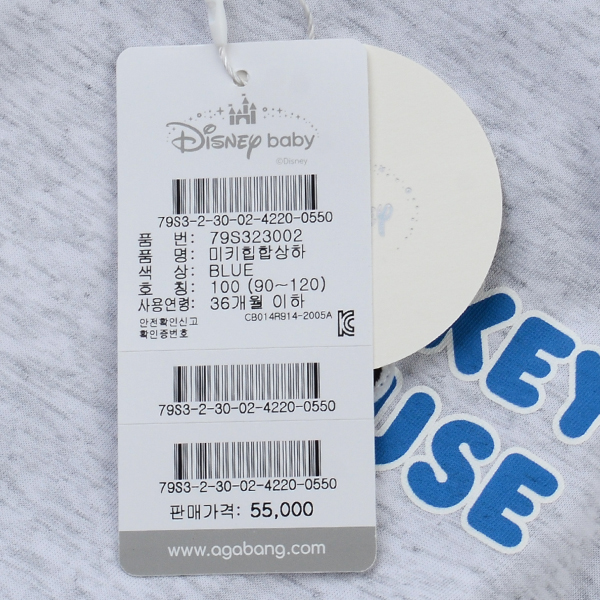 Disney baby
©Disney
79S3-2-30-02-4220-0550
품 번: 79S323002
품 명: 미키힙합상하
색 상: BLUE
호 칭: 100 (90~120)
사용연령: 36개월 이하
안전확인신고
확인증번호 CB014R914-2005A
79S3-2-30-02-4220-0550
79S3-2-30-02-4220-0550
판매가격: 55,000
www.agabang.com
KEY
USE